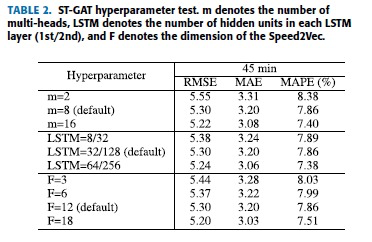 TABLE 2. ST-GAT hyperparameter test. m denotes the number of
multi-heads, LSTM denotes the number of hidden units in each LSTM
layer (1st/2nd), and F denotes the dimension of the Speed2Vec.
Hyperparameter 45 min
RMSE MAE MAPE (%)
m=2 5.55 3.31 8.38
m=8 (default) 5.30 3.20 7.86
m=16 5.22 3.08 7.40
LSTM=8/32 5.38 3.24 7.89
LSTM=32/128 (default) 5.30 3.20 7.86
LSTM=64/256 5.24 3.06 7.38
F=3 5.44 3.28 8.03
F=6 5.37 3.22 7.99
F=12 (default) 5.30 3.20 7.86
F=18 5.20 3.03 7.51